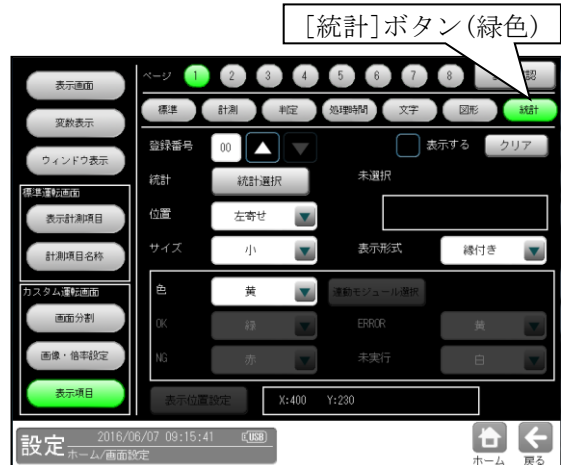 [統計]ボタン(緑色)
表示画面
変数表示
ウィンドウ表示
標準運転画面
表示計測項目
計測項目名称
カスタム運転画面
画面分割
画像・倍率設定
表示項目
ページ 1 2 3 4 5 6 7 8
標準 計測 判定 処理時間 文字 図形 統計
登録番号 00 表示する クリア
統計 統計選択 未選択
位置 左寄せ
サイズ 小 表示形式 縁付き
色 黄 連動モジュール選択
OK 緑 ERROR 黄
NG 赤 未実行 白
表示位置設定 X:400 Y:230
設定 2016/06/07 09:15:41 USB
ホーム/画面設定
ホーム 戻る